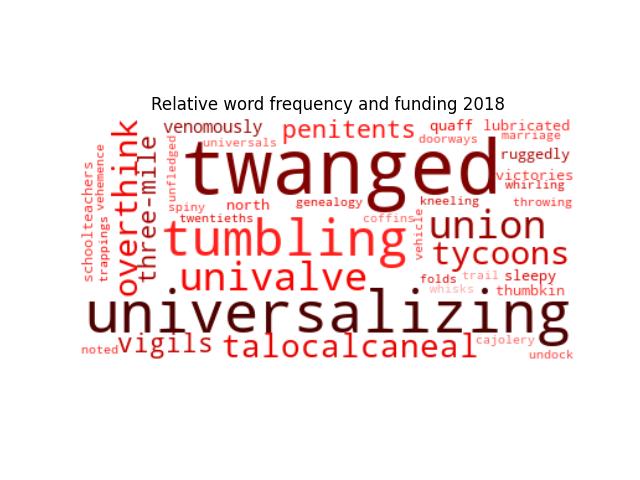 Relative word frequency and funding 2018
venomously
penitents
quaff
lubricated
universals
doorways
marriage
overthink
three-mile
unfledged
twanged
ruggedly
schoolteachers
trappings
vehemence
victories
whirling
spiny
north
genealogy
kneeling
throwing
twentieths
coffins
vehicle
union
tumbling
tycoons
univalve
folds
trail
sleepy
whisks
thumbkin
universalizing
noted
vigils
talocalcaneal
cajolery
undock